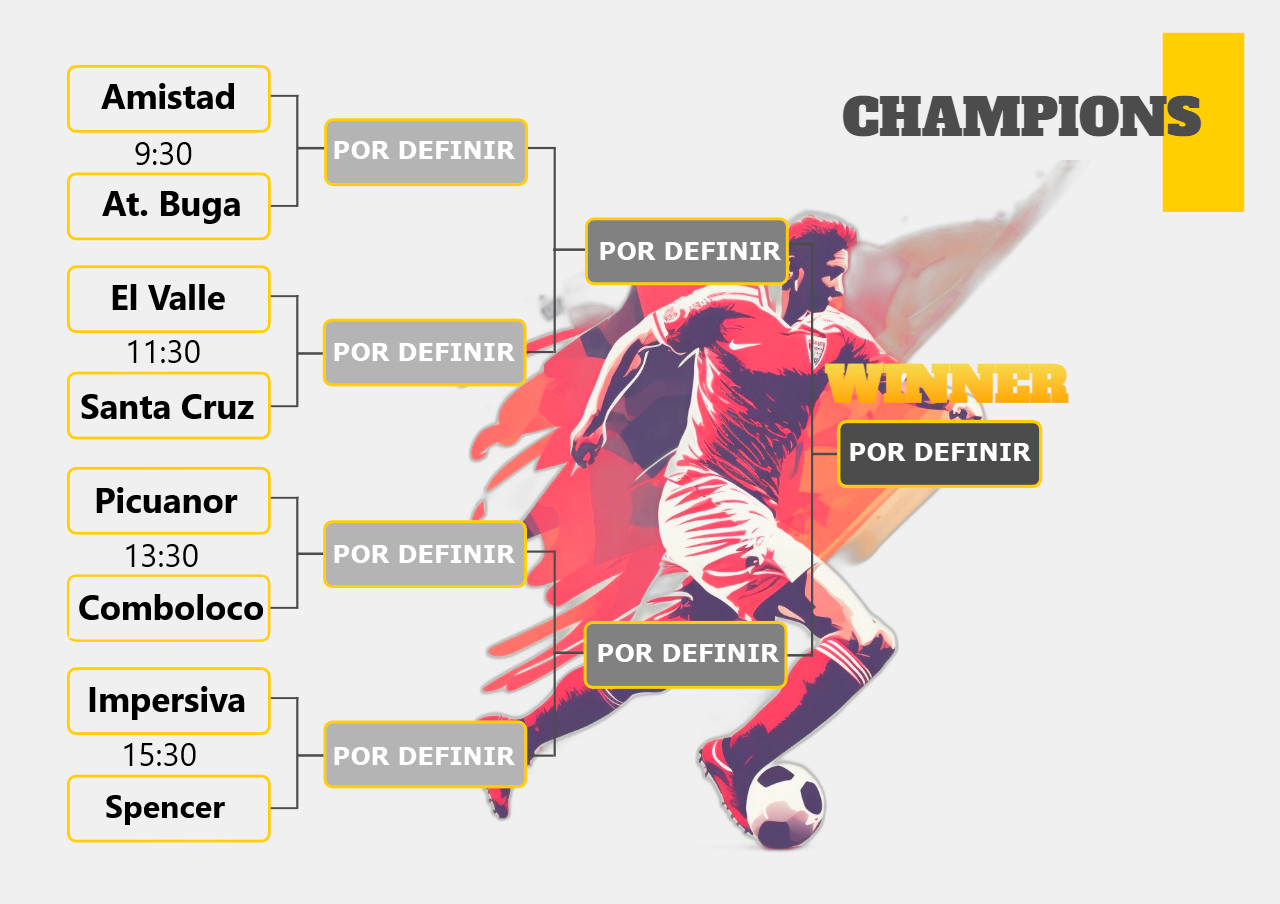 CHAMPIONS
Amistad
9:30
At. Buga
POR DEFINIR
El Valle
11:30
Santa Cruz
POR DEFINIR
POR DEFINIR
Picuanor
13:30
Comboloco
POR DEFINIR
Impersiva
15:30
Spencer
POR DEFINIR
POR DEFINIR
WINNER
POR DEFINIR